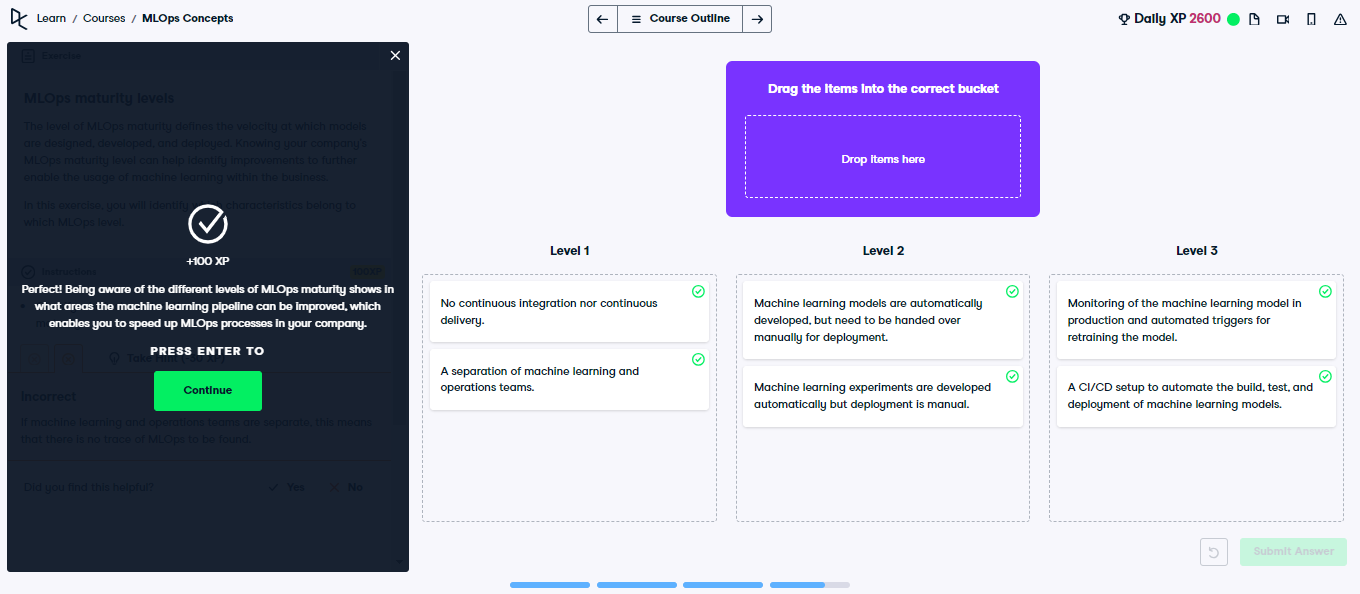 Learn / Courses / MLOps Concepts
Course Outline
Daily XP 2600
Exercise
MLOps maturity levels
The level of MLOps maturity defines the velocity at which models
are designed, developed, and deployed. Knowing your company's
MLOps maturity level can help identify improvements to further
enable the usage of machine learning within the business.
In this exercise, you will identify characteristics belong to
which MLOps level.
+100 XP
Instructions
100 XP
Perfect! Being aware of the different levels of MLOps maturity shows in
what areas the machine learning pipeline can be improved, which
enables you to speed up MLOps processes in your company.
PRESS ENTER TO
Continue
Incorrect
If machine learning and operations teams are separate, this means
that there is no trace of MLOps to be found.
Did you find this helpful?
Yes
No
Drag the items into the correct bucket
Drop items here
Level 1
No continuous integration nor continuous
delivery.
A separation of machine learning and
operations teams.
Level 2
Machine learning models are automatically
developed, but need to be handed over
manually for deployment.
Machine learning experiments are developed
automatically but deployment is manual.
Level 3
Monitoring of the machine learning model in
production and automated triggers for
retraining the model.
A CI/CD setup to automate the build, test, and
deployment of machine learning models.
Submit Answer